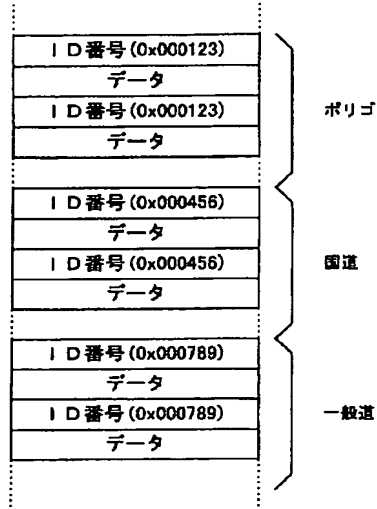 ID番号(0x000123)
データ
ID番号(0x000123)
データ
ポリゴ
ID番号(0x000456)
データ
ID番号(0x000456)
データ
国道
ID番号(0x000789)
データ
ID番号(0x000789)
データ
一般道